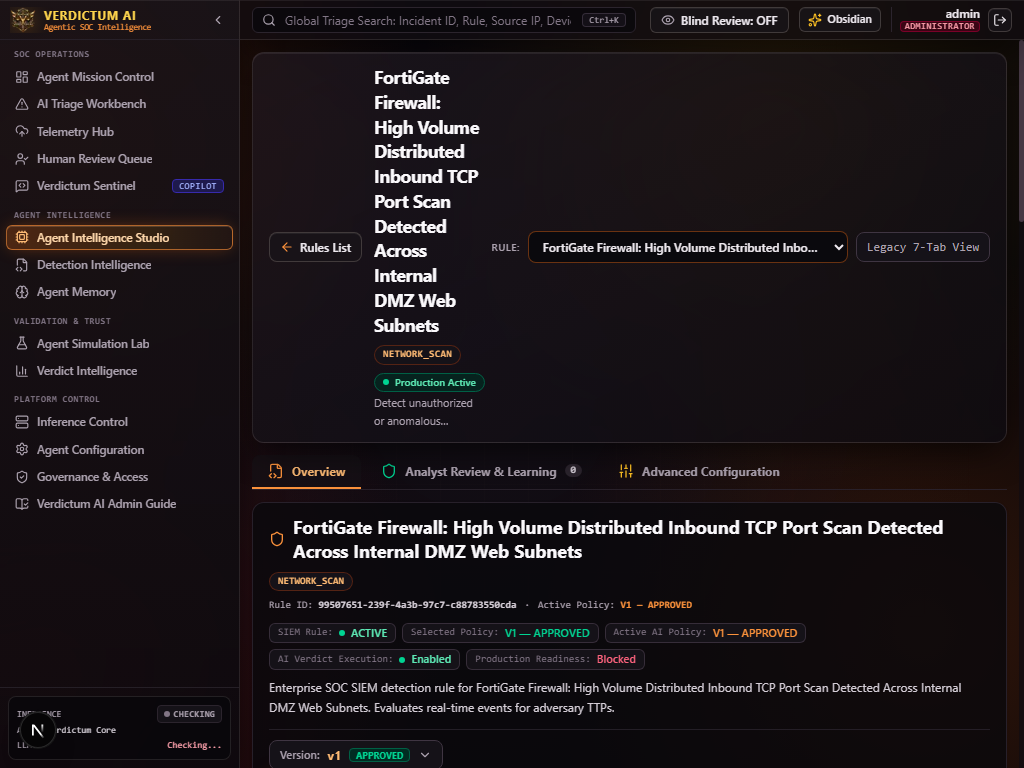 VERDICTUM AI
Agentic SOC Intelligence
SOC OPERATIONS
Agent Mission Control
AI Triage Workbench
Telemetry Hub
Human Review Queue
Verdictum Sentinel COPILOT
AGENT INTELLIGENCE
Agent Intelligence Studio
Detection Intelligence
Agent Memory
VALIDATION & TRUST
Agent Simulation Lab
Verdict Intelligence
PLATFORM CONTROL
Inference Control
Agent Configuration
Governance & Access
Verdictum AI Admin Guide
CHECKING
rdictum Core
Checking...
N
Global Triage Search: Incident ID, Rule, Source IP, Devi Ctrl+K
Blind Review: OFF
Obsidian
admin
ADMINISTRATOR
Rules List
FortiGate
Firewall:
High Volume
Distributed
Inbound TCP
Port Scan
Detected
Across
Internal
DMZ Web
Subnets
NETWORK_SCAN
Production Active
Detect unauthorized
or anomalous...
RULE: FortiGate Firewall: High Volume Distributed Inbo...
Legacy 7-Tab View
Overview
Analyst Review & Learning 0
Advanced Configuration
FortiGate Firewall: High Volume Distributed Inbound TCP Port Scan Detected
Across Internal DMZ Web Subnets
NETWORK_SCAN
Rule ID: 99507651-239f-4a3b-97c7-c88783550cda · Active Policy: V1 — APPROVED
SIEM Rule: ACTIVE Selected Policy: V1 — APPROVED Active AI Policy: V1 — APPROVED
AI Verdict Execution: Enabled Production Readiness: Blocked
Enterprise SOC SIEM detection rule for FortiGate Firewall: High Volume Distributed Inbound TCP Port Scan Detected Across Internal
DMZ Web Subnets. Evaluates real-time events for adversary TTPs.
Version: v1 APPROVED